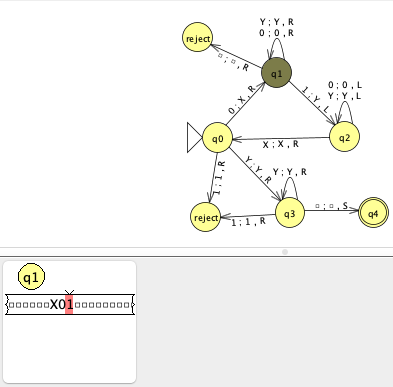 Y;Y,R
0;0,R
reject
q1
□;□,R
0;X,R
1;Y,L
0;0,L
Y;Y,L
q0
X;X,R
q2
1;1,R
Y;Y,R
Y;Y,R
reject
1;1,R
q3
□;□,S
q4
q1
□□□□□□X01□□□□□□□□